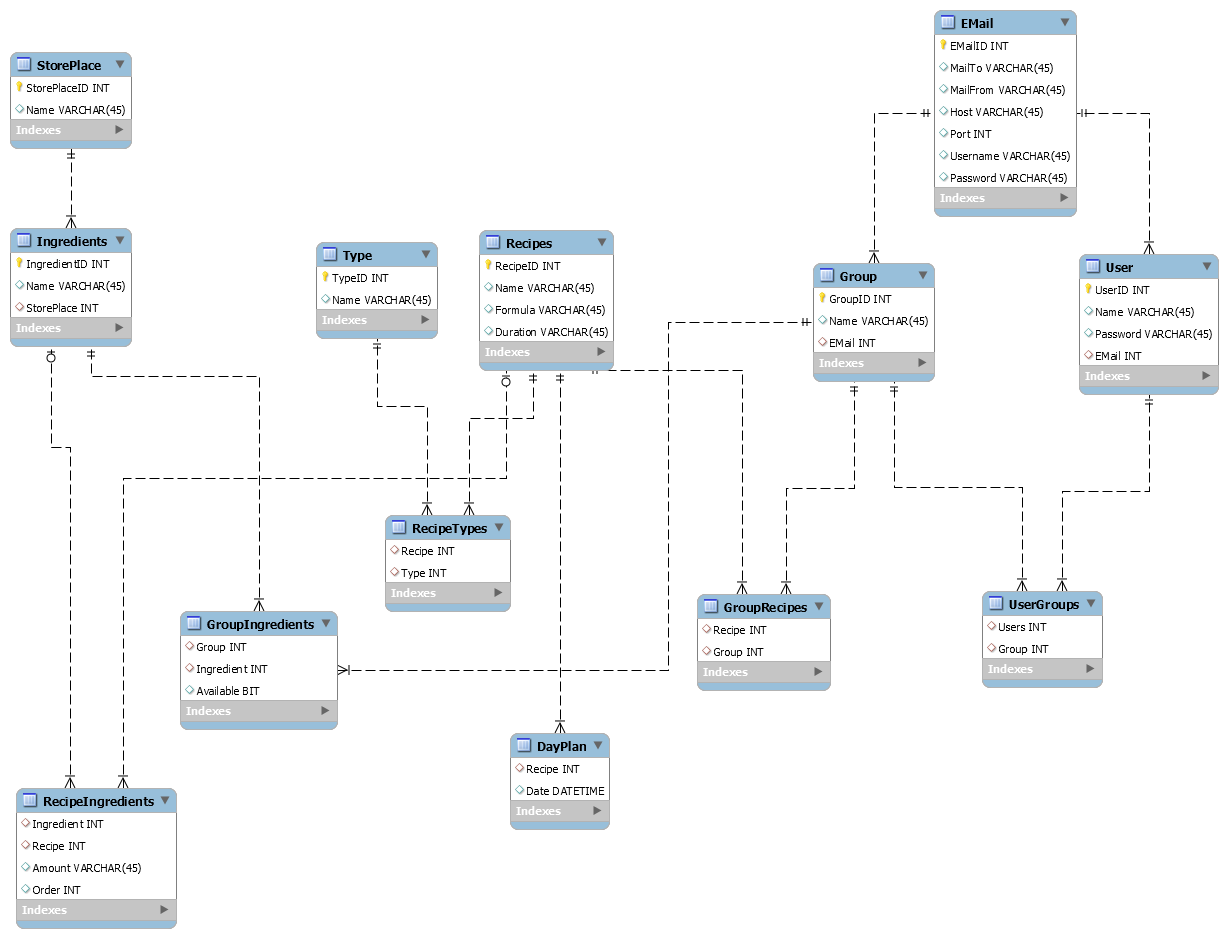 EMail
EMailID INT
MailTo VARCHAR(45)
MailFrom VARCHAR(45)
Host VARCHAR(45)
Port INT
Username VARCHAR(45)
Password VARCHAR(45)
Indexes
StorePlace
StorePlaceID INT
Name VARCHAR(45)
Indexes
Ingredients
IngredientID INT
Name VARCHAR(45)
StorePlace INT
Indexes
Type
TypeID INT
Name VARCHAR(45)
Indexes
Recipes
RecipeID INT
Name VARCHAR(45)
Formula VARCHAR(45)
Duration VARCHAR(45)
Indexes
Group
GroupID INT
Name VARCHAR(45)
EMail INT
Indexes
User
UserID INT
Name VARCHAR(45)
Password VARCHAR(45)
EMail INT
Indexes
RecipeTypes
Recipe INT
Type INT
Indexes
GroupIngredients
Group INT
Ingredient INT
Available BIT
Indexes
GroupRecipes
Recipe INT
Group INT
Indexes
UserGroups
Users INT
Group INT
Indexes
DayPlan
Recipe INT
Date DATETIME
Indexes
RecipeIngredients
Ingredient INT
Recipe INT
Amount VARCHAR(45)
Order INT
Indexes